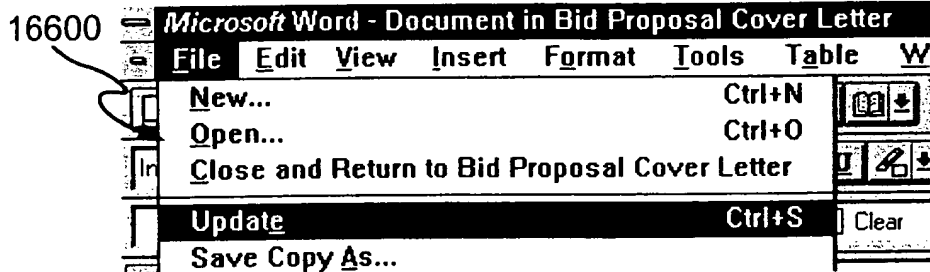 16600
Microsoft Word - Document in Bid Proposal Cover Letter
File Edit View Insert Format Tools Table W
New... Ctrl+N
Open... Ctrl+O
In Close and Return to Bid Proposal Cover Letter U
Update Ctrl+S Clear
Save Copy As...